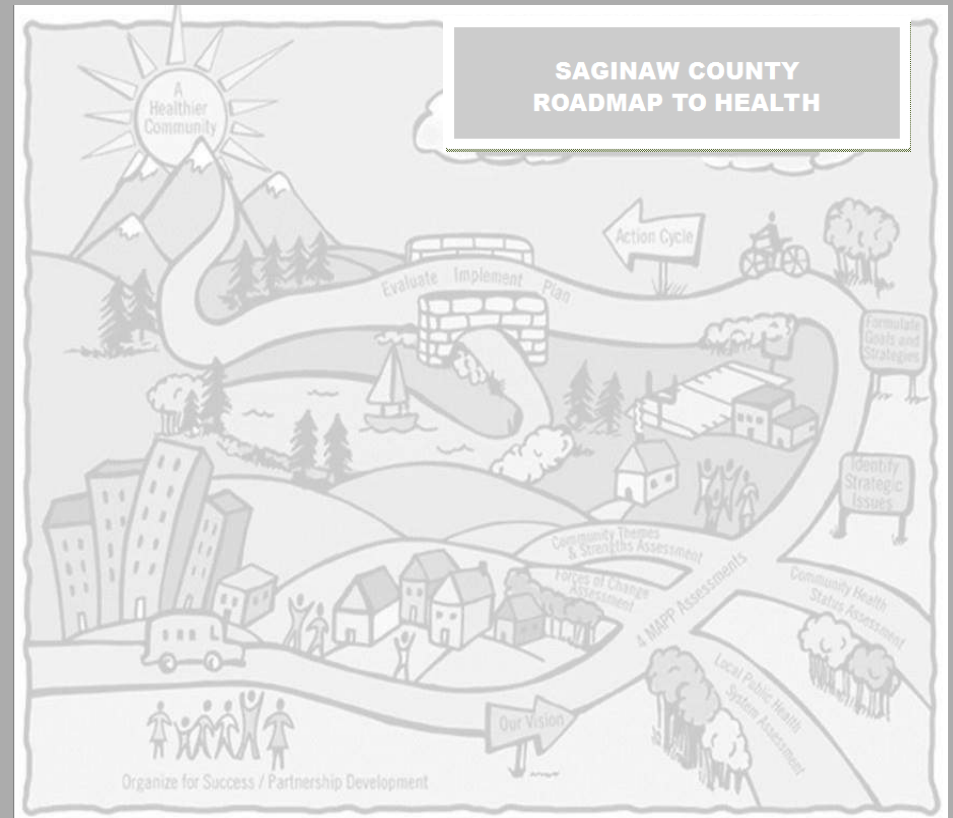 SAGINAW COUNTY
ROADMAP TO HEALTH
A
Healthier
Community
Action Cycle
Evaluate Implement Plan
Formulate
Goals and
Strategies
Identify
Strategic
Issues
Community Themes
& Strengths Assessment
Forces of Change
Assessment
4 MAPP Assessments
Community Health
Status Assessment
Local Public Health
System Assessment
Our Vision
Organize for Success / Partnership Development